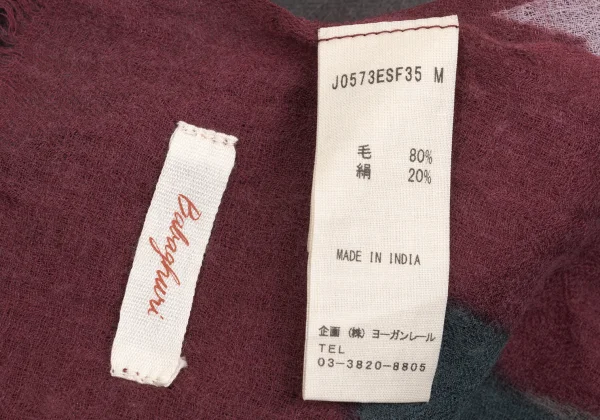 Babaghuri
J0573ESF35 M
毛 80%
絹 20%
MADE IN INDIA
企画 (株) ヨーガンレール
TEL
03-3820-8805